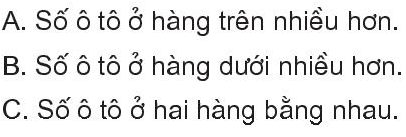 A. Số ô tô ở hàng trên nhiều hơn.
B. Số ô tô ở hàng dưới nhiều hơn.
C. Số ô tô ở hai hàng bằng nhau.